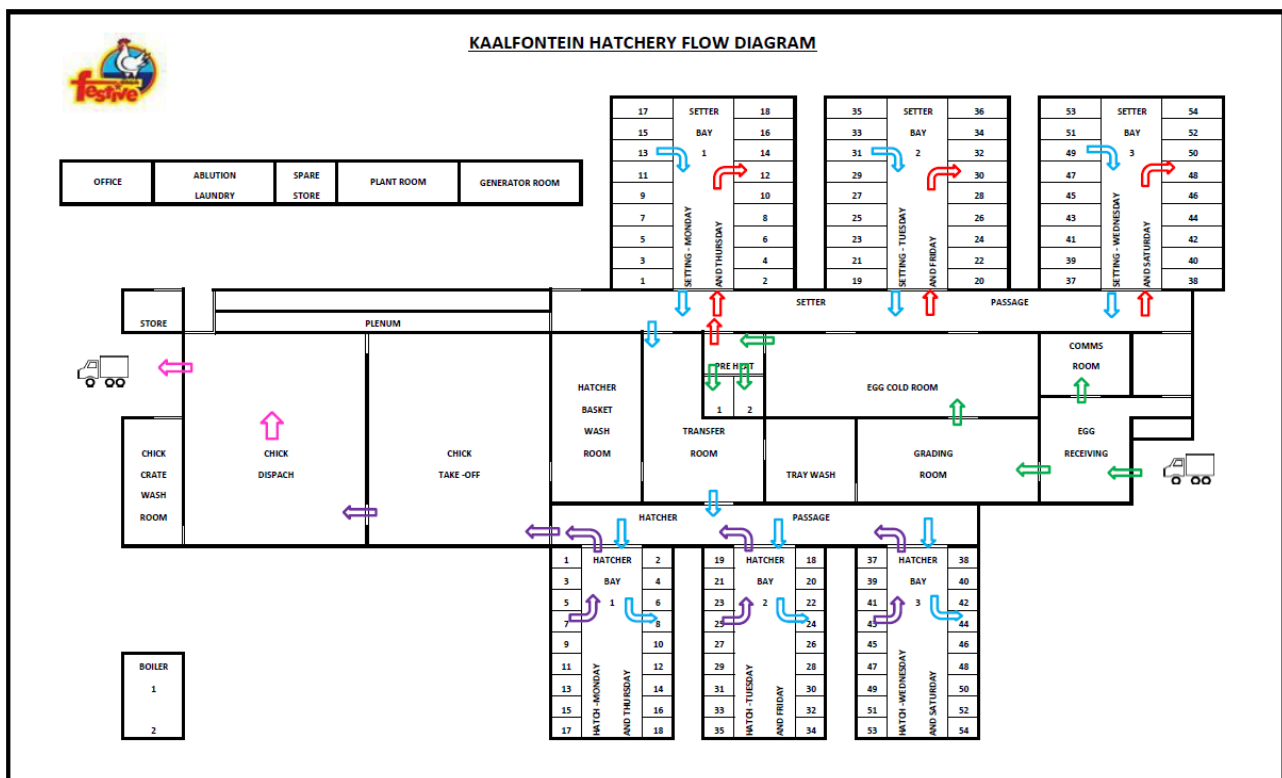 KAALFONTEIN HATCHERY FLOW DIAGRAM
festive
OFFICE
ABLUTION
LAUNDRY
SPARE
STORE
PLANT ROOM
GENERATOR ROOM
17 SETTER 18
15 BAY 16
13 1 14
11 12
9 10
7 8
5 6
3 4
1 2
SETTING - MONDAY
AND THURSDAY
35 SETTER 36
33 BAY 34
31 2 32
29 30
27 28
25 26
23 24
21 22
19 20
SETTING - TUESDAY
AND FRIDAY
53 SETTER 54
51 BAY 52
49 3 50
47 48
45 46
43 44
41 42
39 40
37 38
SETTING - WEDNESDAY
AND SATURDAY
SETTER PASSAGE
STORE
PLENUM
CHICK
CRATE
WASH
ROOM
CHICK
DISPACH
CHICK
TAKE -OFF
HATCHER
BASKET
WASH
ROOM
TRANSFER
ROOM
PRE HEAT
1 2
EGG COLD ROOM
COMMS
ROOM
TRAY WASH
GRADING
ROOM
EGG
RECEIVING
HATCHER PASSAGE
1 HATCHER 2
3 BAY 4
5 1 6
7 8
9 10
11 12
13 14
15 16
17 18
HATCH -MONDAY
AND THURSDAY
19 HATCHER 18
21 BAY 20
23 2 22
25 24
27 26
29 28
31 30
33 32
35 34
HATCH -TUESDAY
AND FRIDAY
37 HATCHER 38
39 BAY 40
41 3 42
43 44
45 46
47 48
49 50
51 52
53 54
HATCH -WEDNESDAY
AND SATURDAY
BOILER
1
2